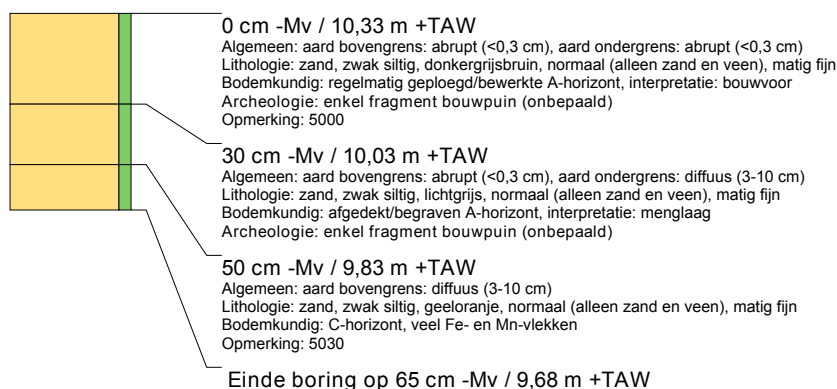 0 cm -Mv / 10,33 m +TAW
Algemeen: aard bovengrens: abrupt (<0,3 cm), aard ondergrens: abrupt (<0,3 cm)
Lithologie: zand, zwak siltig, donkergrijsbruin, normaal (alleen zand en veen), matig fijn
Bodemkundig: regelmatig geploegd/bewerkte A-horizont, interpretatie: bouwvoor
Archeologie: enkel fragment bouwpuin (onbepaald)
Opmerking: 5000
30 cm -Mv / 10,03 m +TAW
Algemeen: aard bovengrens: abrupt (<0,3 cm), aard ondergrens: diffuus (3-10 cm)
Lithologie: zand, zwak siltig, lichtgrijs, normaal (alleen zand en veen), matig fijn
Bodemkundig: afgedekt/begraven A-horizont, interpretatie: menglaag
Archeologie: enkel fragment bouwpuin (onbepaald)
50 cm -Mv / 9,83 m +TAW
Algemeen: aard bovengrens: diffuus (3-10 cm)
Lithologie: zand, zwak siltig, geeloranje, normaal (alleen zand en veen), matig fijn
Bodemkundig: C-horizont, veel Fe- en Mn-vlekken
Opmerking: 5030
Einde boring op 65 cm -Mv / 9,68 m +TAW